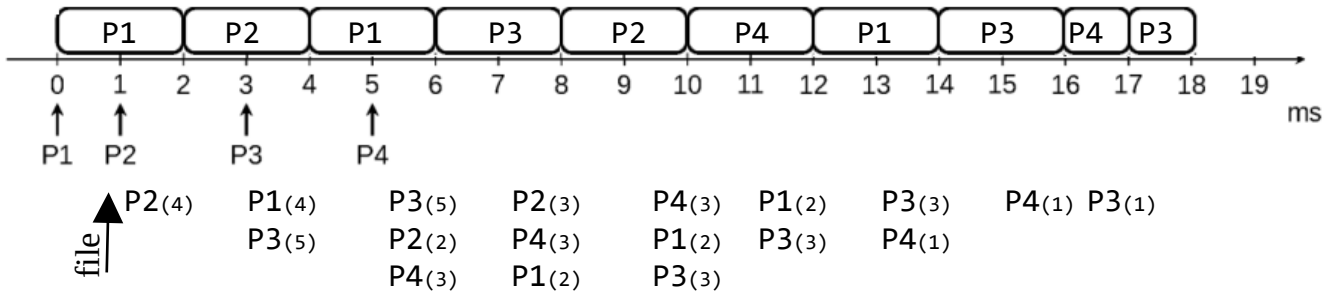 P1 P2 P1 P3 P2 P4 P1 P3 P4 P3
0 1 2 3 4 5 6 7 8 9 10 11 12 13 14 15 16 17 18 19
ms
P1 P2 P3 P4
P2(4) P1(4) P3(5) P2(3) P4(3) P1(2) P3(3) P4(1) P3(1)
P3(5) P2(2) P4(3) P1(2) P3(3) P4(1)
P4(3) P1(2) P3(3)
file